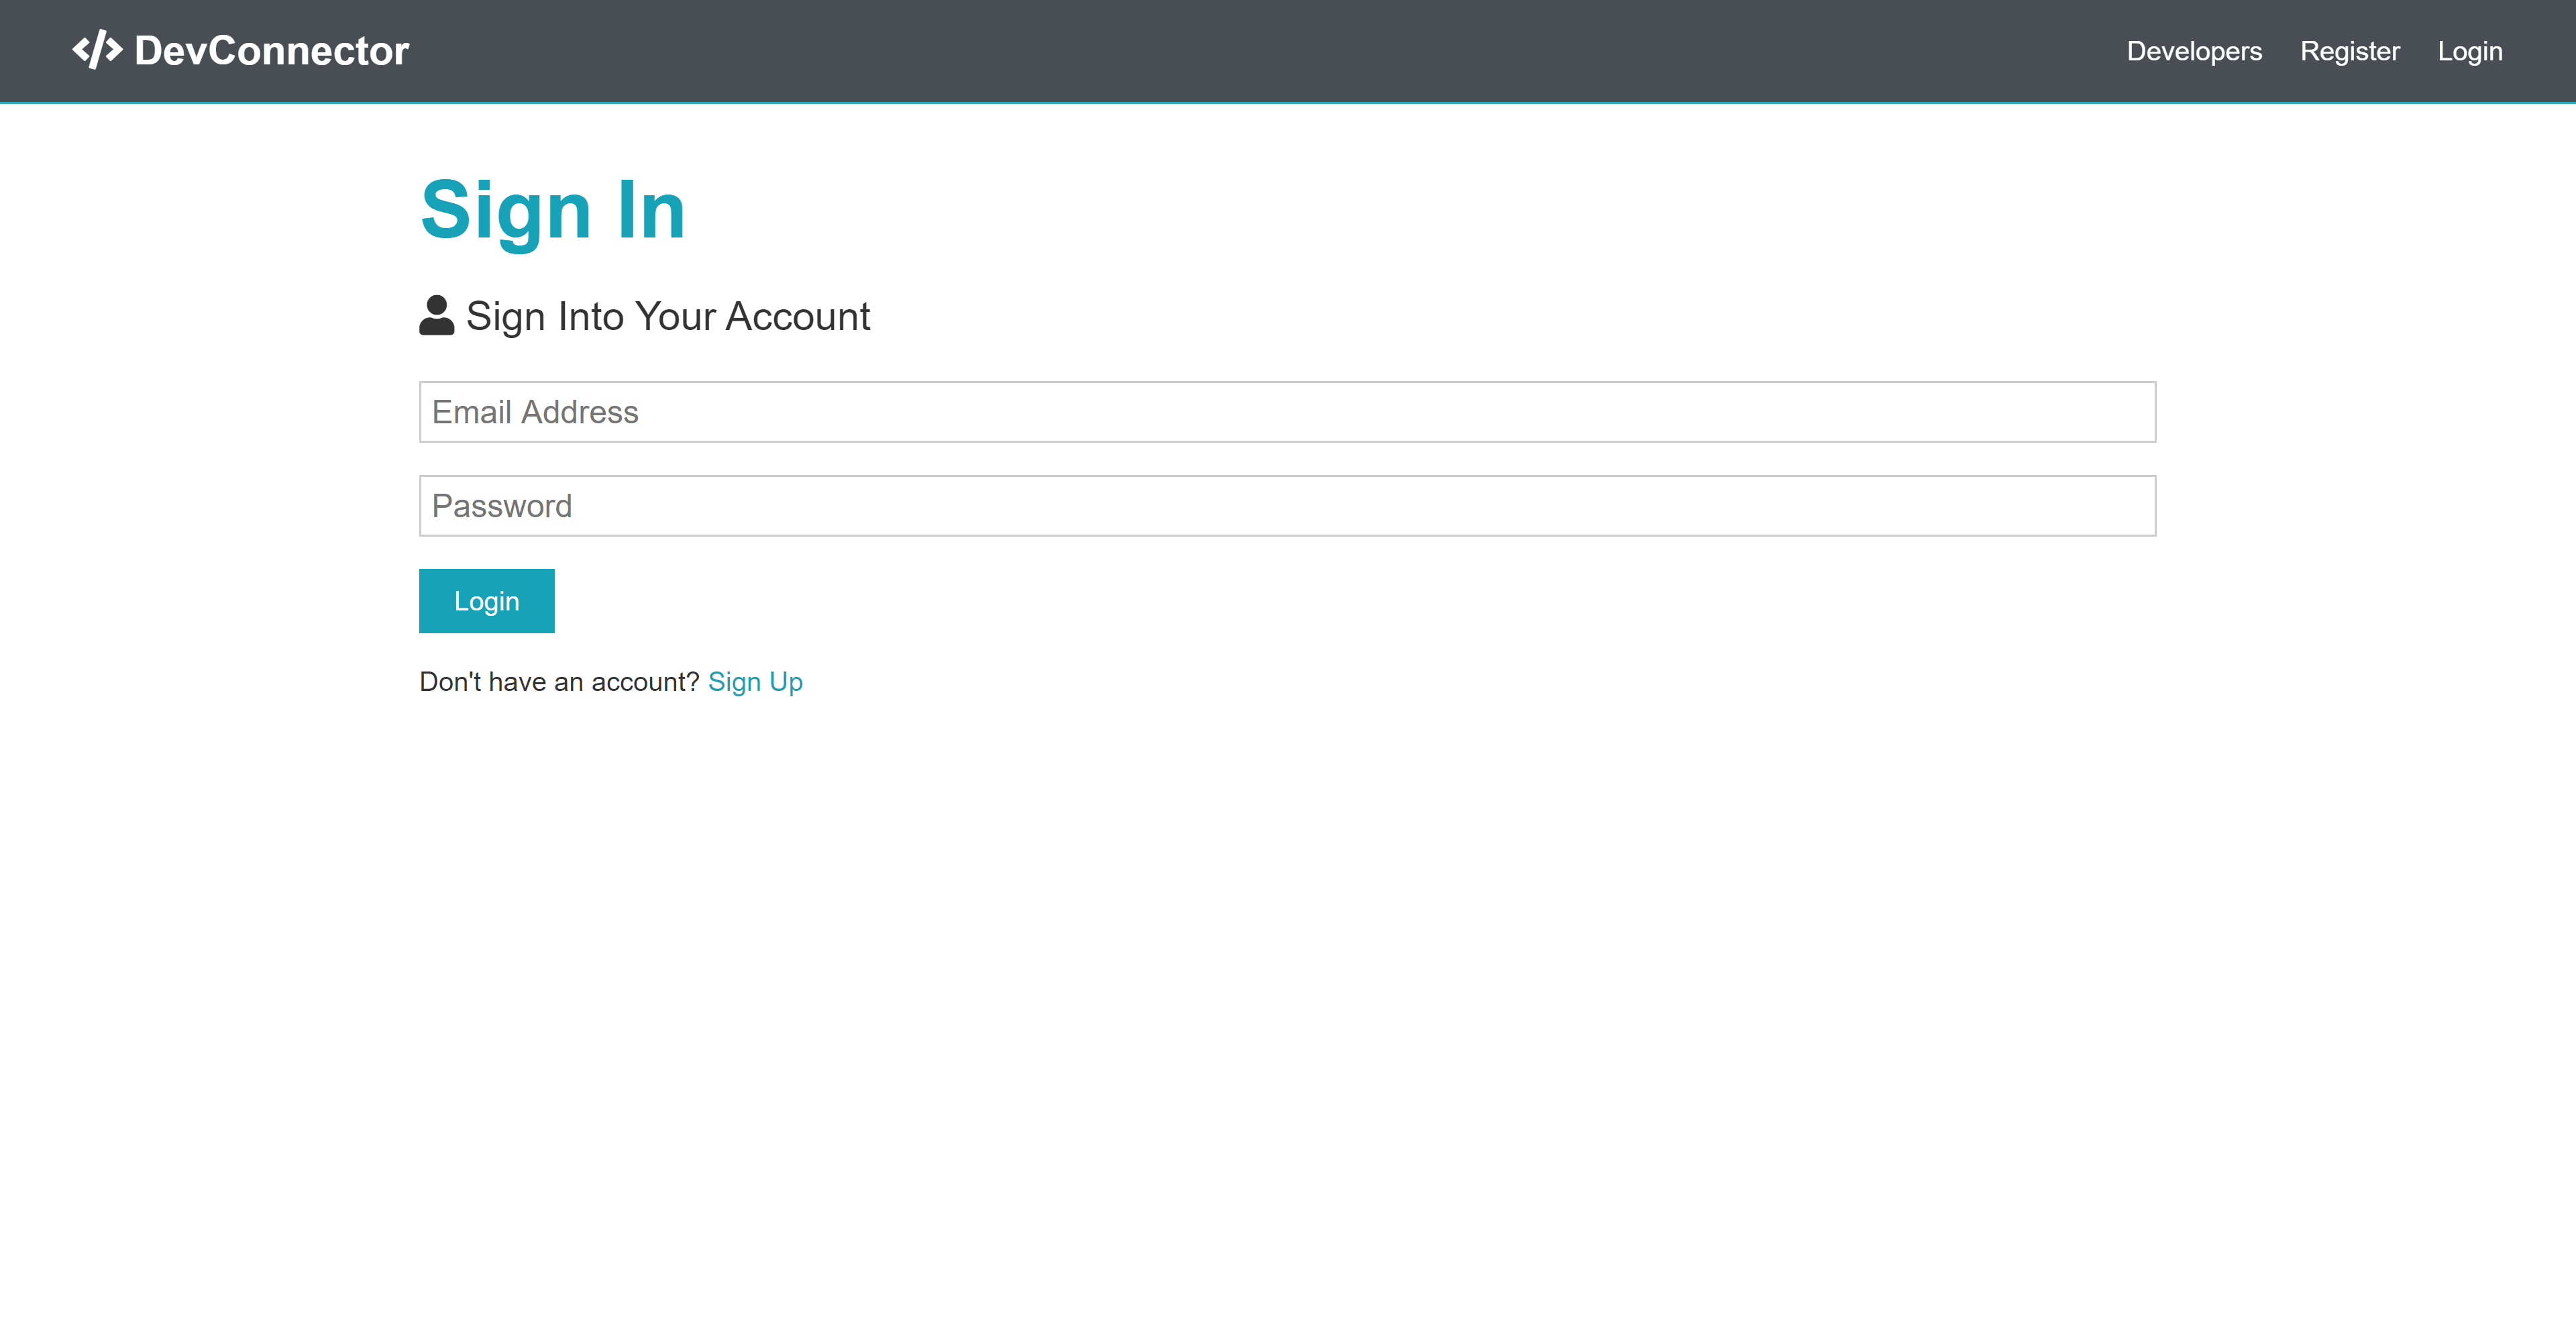 DevConnector
Developers Register Login
Sign In
Sign Into Your Account
Email Address
Password
Login
Don't have an account? Sign Up